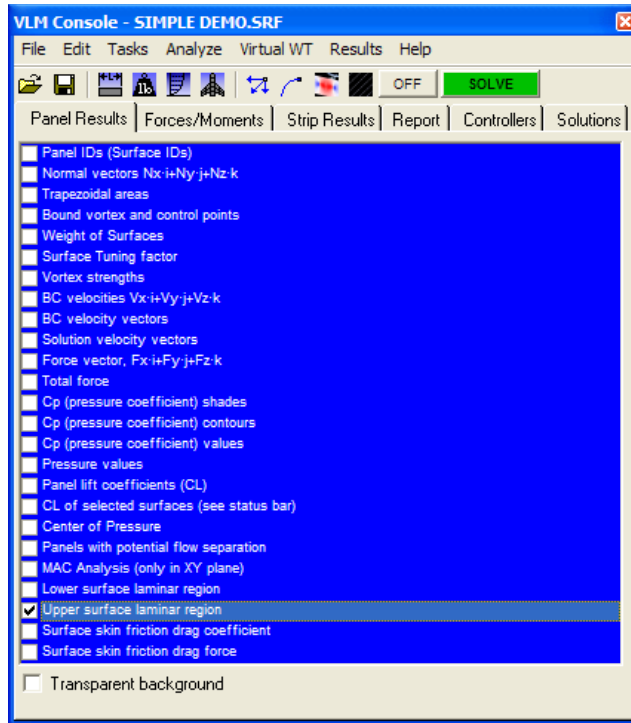 VLM Console - SIMPLE DEMO.SRF
File Edit Tasks Analyze Virtual WT Results Help
OFF SOLVE
Panel Results Forces/Moments Strip Results Report Controllers Solutions
Panel IDs (Surface IDs)
Normal vectors Nx·i+Ny·j+Nz·k
Trapezoidal areas
Bound vortex and control points
Weight of Surfaces
Surface Tuning factor
Vortex strengths
BC velocities Vx·i+Vy·j+Vz·k
BC velocity vectors
Solution velocity vectors
Force vector, Fx·i+Fy·j+Fz·k
Total force
Cp (pressure coefficient) shades
Cp (pressure coefficient) contours
Cp (pressure coefficient) values
Pressure values
Panel lift coefficients (CL)
CL of selected surfaces (see status bar)
Center of Pressure
Panels with potential flow separation
MAC Analysis (only in XY plane)
Lower surface laminar region
Upper surface laminar region
Surface skin friction drag coefficient
Surface skin friction drag force
Transparent background